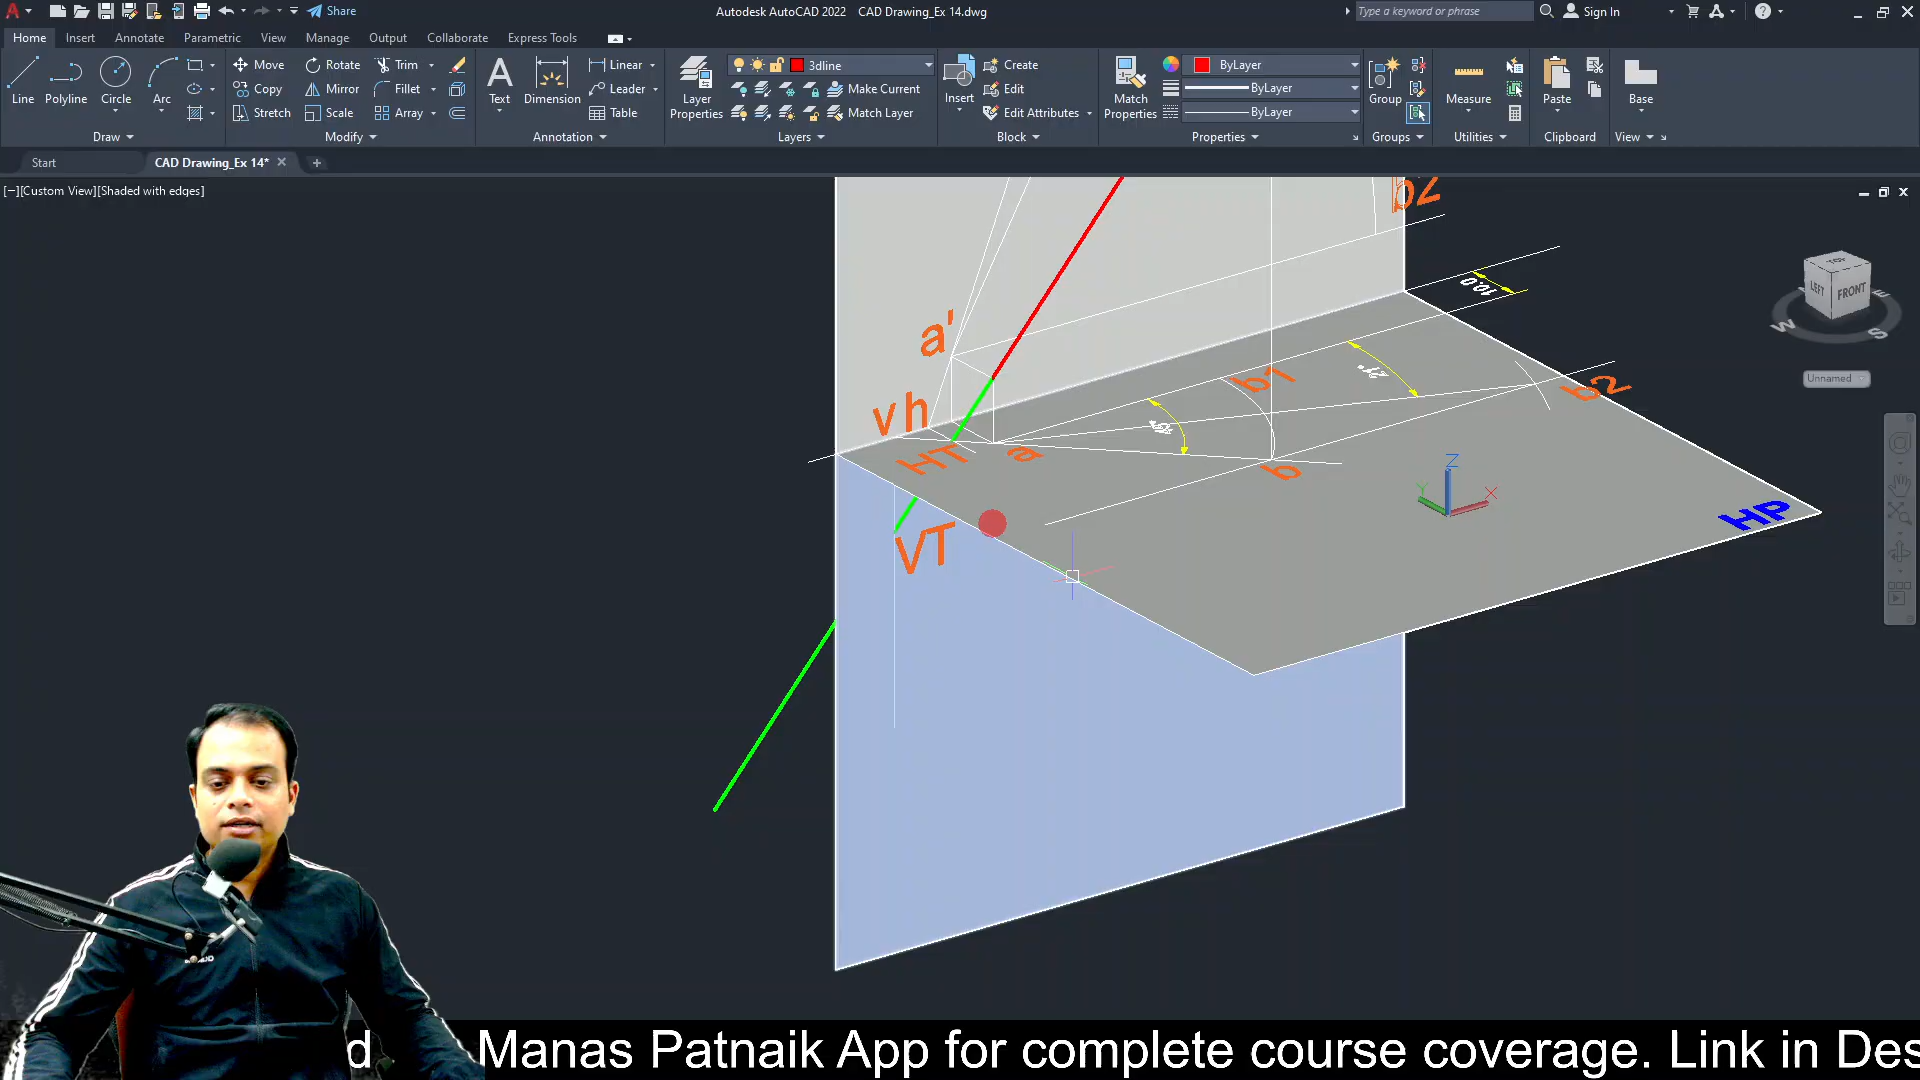 Share
Autodesk AutoCAD 2022 CAD Drawing_Ex 14.dwg
Type a keyword or phrase
Sign In
Home Insert Annotate Parametric View Manage Output Collaborate Express Tools
Line Polyline Circle Arc
Move Rotate Trim
Copy Mirror Fillet
Stretch Scale Array
Text Dimension
Linear
Leader
Table
Layer Properties
3dline
Make Current
Match Layer
Insert
Create
Edit
Edit Attributes
Match Properties
ByLayer
ByLayer
ByLayer
Group Measure Paste Base
Draw Modify Annotation Layers Block Properties Groups Utilities Clipboard View
Start CAD Drawing_Ex 14*
[−][Custom View][Shaded with edges]
b2
TOP
LEFT FRONT
W S E
Unnamed
10.0
a'
b1
b2
v h
HT
a
b
VT
Z
Y
X
HP
d Manas Patnaik App for complete course coverage. Link in Des